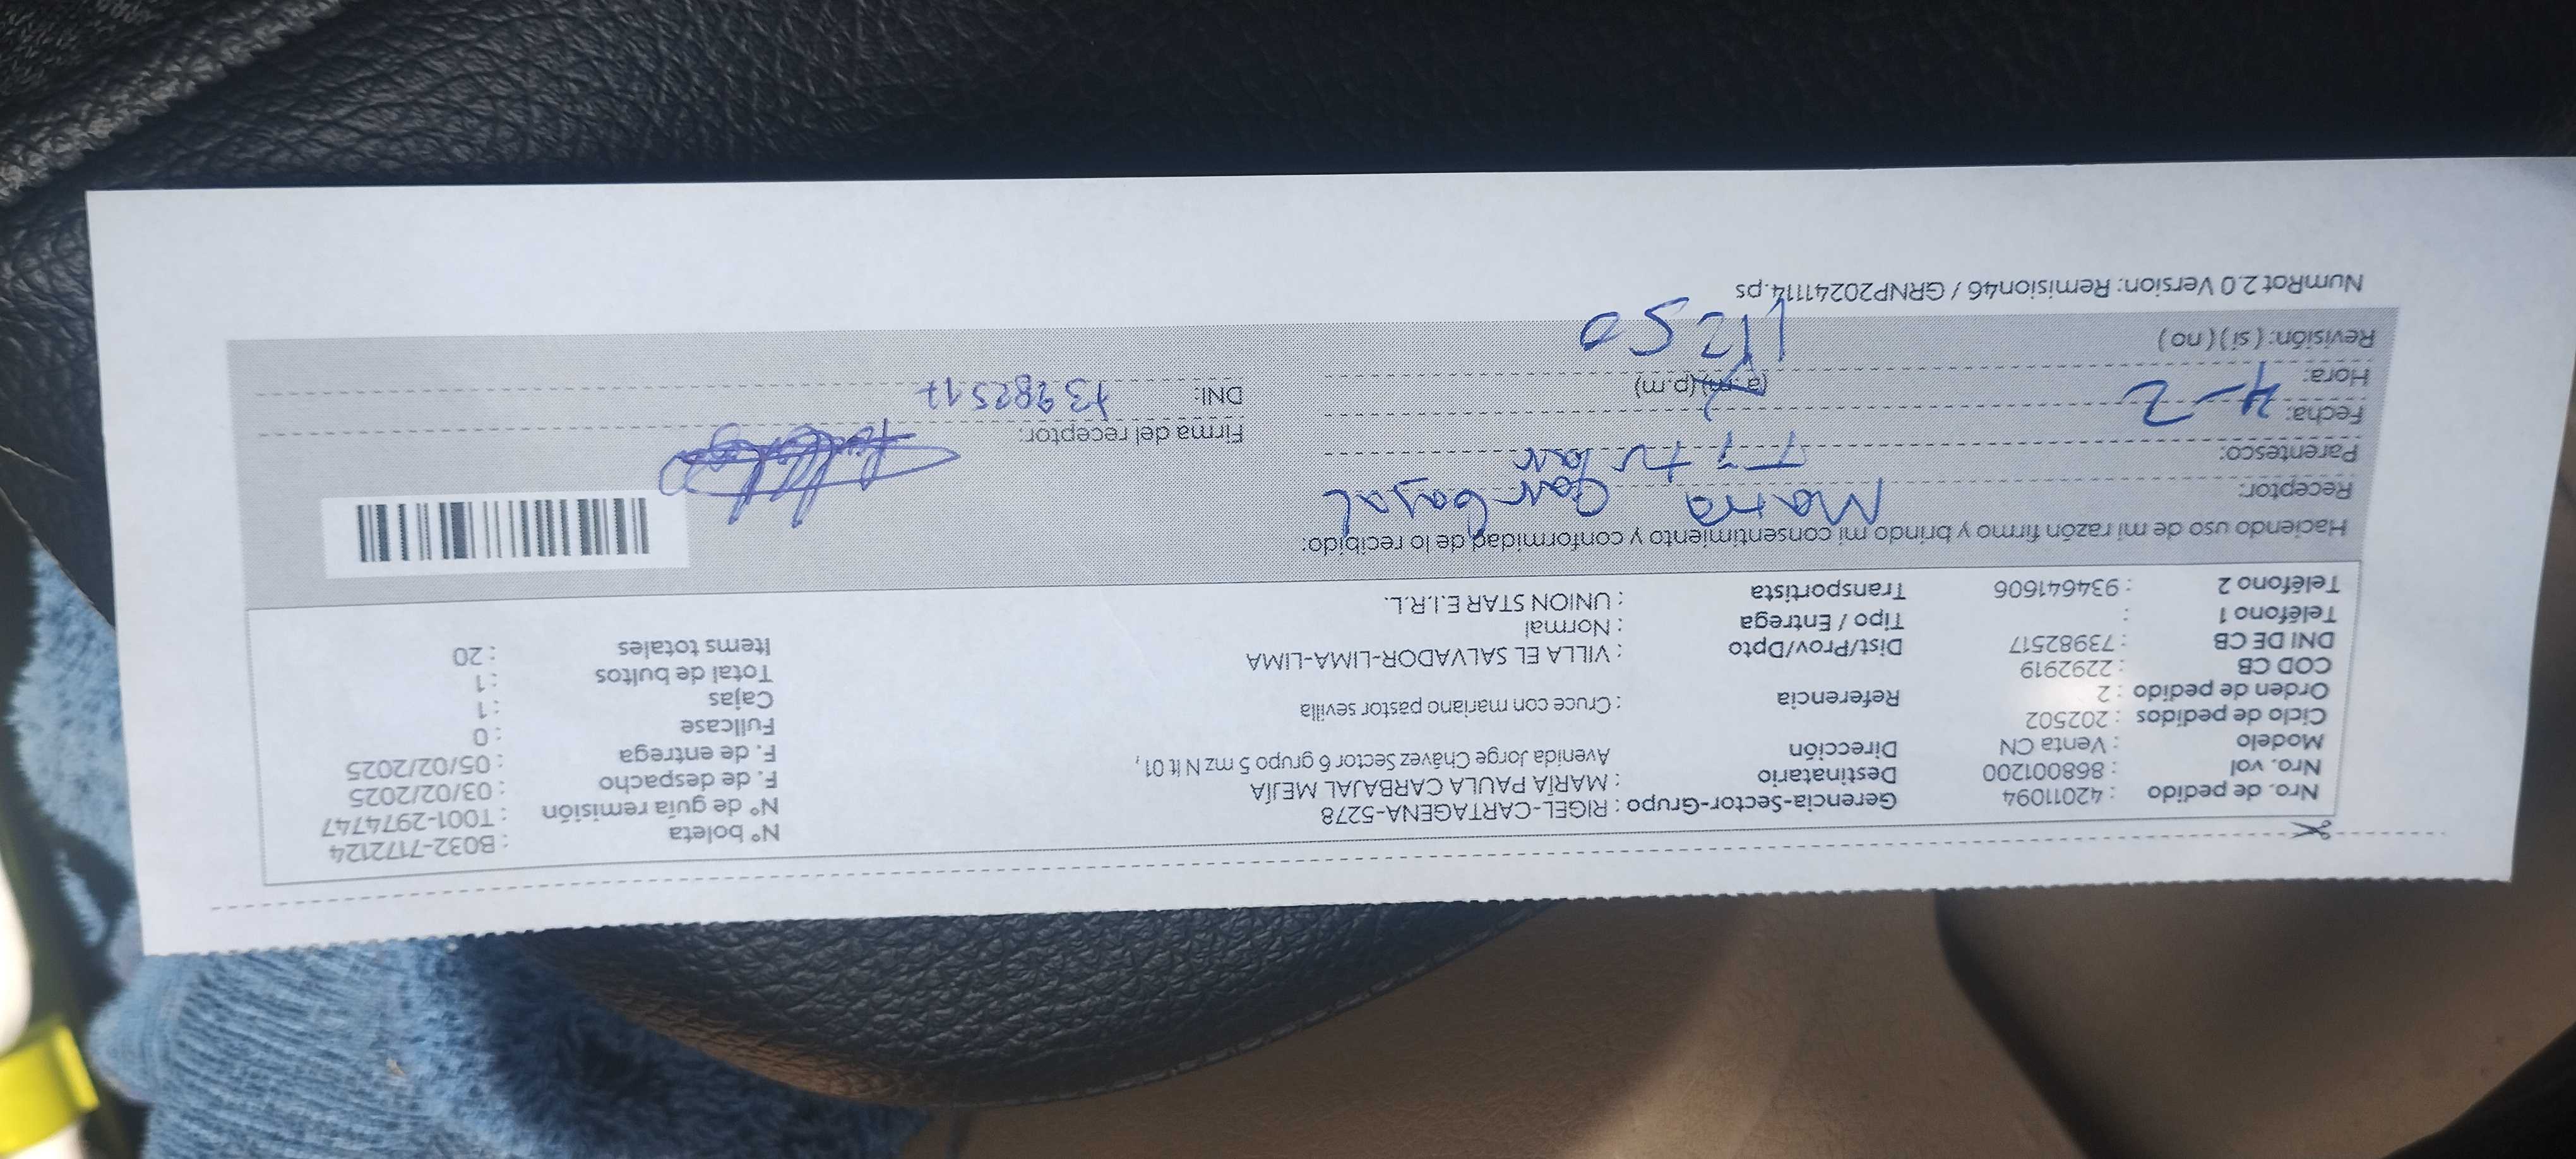 Nro. de pedido : 42011094
Nro. vol : 868001200
Modelo : Venta CN
Ciclo de pedidos : 202502
Orden de pedido : 2
COD CB : 2292919
DNI DE CB : 73982517
Teléfono 1 :
Teléfono 2 : 934641606
Gerencia-Sector-Grupo : RIGEL-CARTAGENA-5278
Destinatario : MARÍA PAULA CARBAJAL MEJÍA
Dirección Avenida Jorge Chávez Sector 6 grupo 5 mz N lt 01,
Referencia : Cruce con mariano pastor sevilla
Dist/Prov/Dpto : VILLA EL SALVADOR-LIMA-LIMA
Tipo / Entrega : Normal
Transportista : UNION STAR E.I.R.L.
N° boleta : B032-7172124
N° de guía remisión : T001-2974747
F. de despacho : 03/02/2025
F. de entrega : 05/02/2025
Fullcase : 0
Cajas : 1
Total de bultos : 1
Items totales : 20
Haciendo uso de mi razón firmo y brindo mi consentimiento y conformidad de lo recibido:
Receptor: Maria Carbajal
Parentesco: Titular
Fecha: 4-2
Hora: (a.m)(p.m) 12 50
Revisión: ( si ) ( no )
Firma del receptor:
DNI: 73982517
NumRot 2.0 Version: Remision46 / GRNP20241114.ps